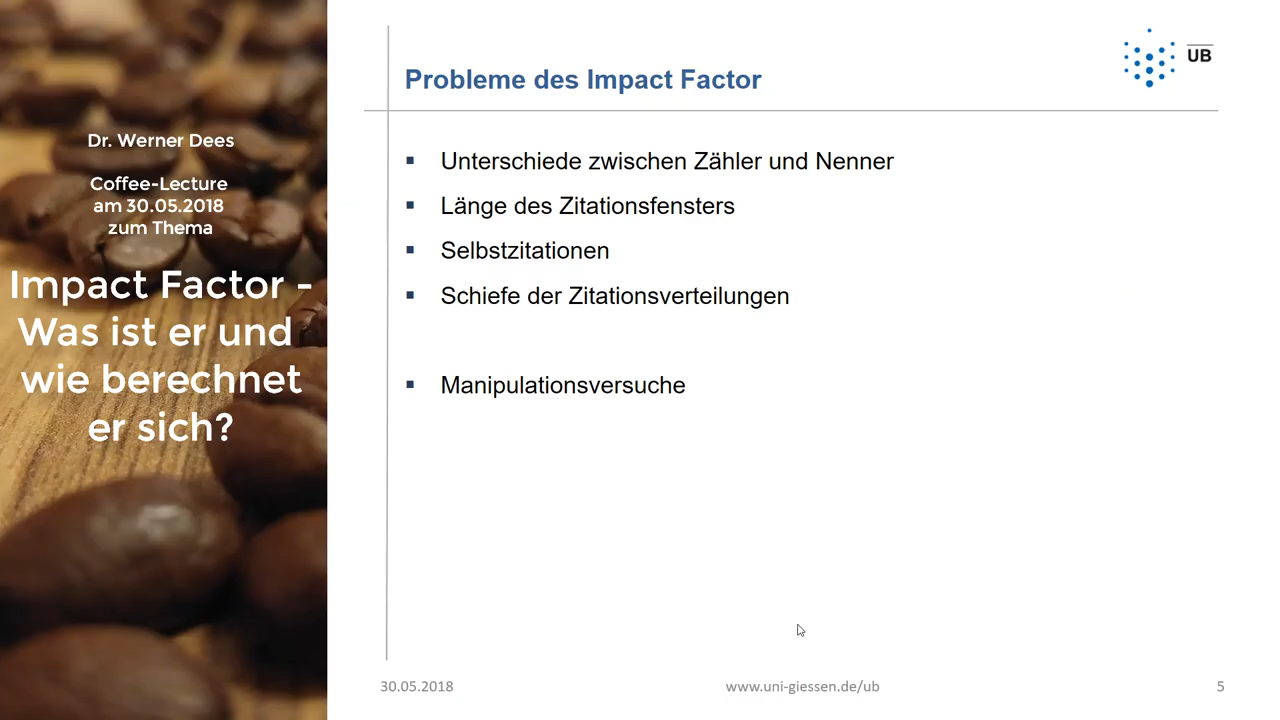 Dr. Werner Dees
Coffee-Lecture
am 30.05.2018
zum Thema
Impact Factor -
Was ist er und
wie berechnet
er sich?
UB
Probleme des Impact Factor
▪ Unterschiede zwischen Zähler und Nenner
▪ Länge des Zitationsfensters
▪ Selbstzitationen
▪ Schiefe der Zitationsverteilungen
▪ Manipulationsversuche
30.05.2018
www.uni-giessen.de/ub
5